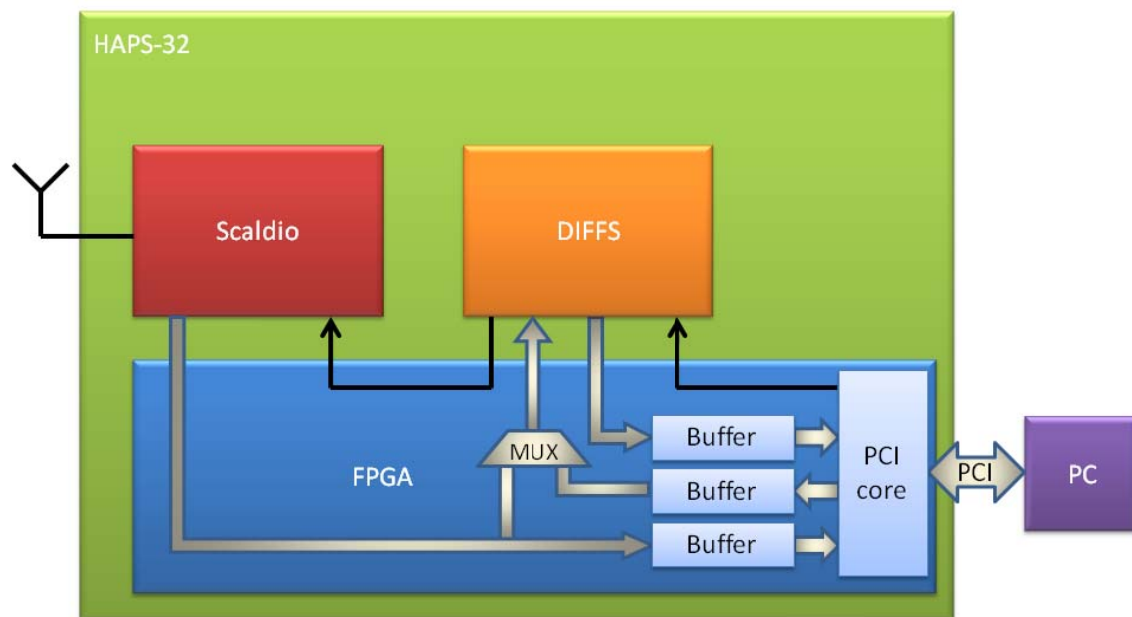 HAPS-32
Scaldio
DIFFS
Buffer
MUX
FPGA
Buffer
Buffer
PCI
core
PCI
PC